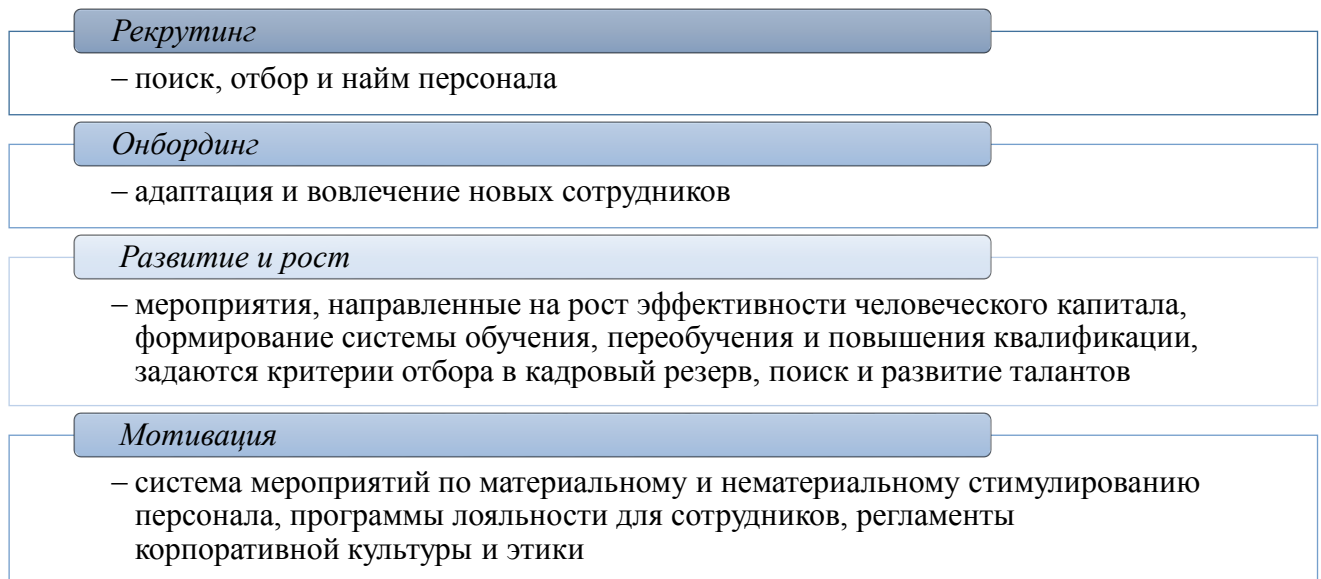 Рекрутинг
– поиск, отбор и найм персонала
Онбординг
– адаптация и вовлечение новых сотрудников
Развитие и рост
– мероприятия, направленные на рост эффективности человеческого капитала,
формирование системы обучения, переобучения и повышения квалификации,
задаются критерии отбора в кадровый резерв, поиск и развитие талантов
Мотивация
– система мероприятий по материальному и нематериальному стимулированию
персонала, программы лояльности для сотрудников, регламенты
корпоративной культуры и этики